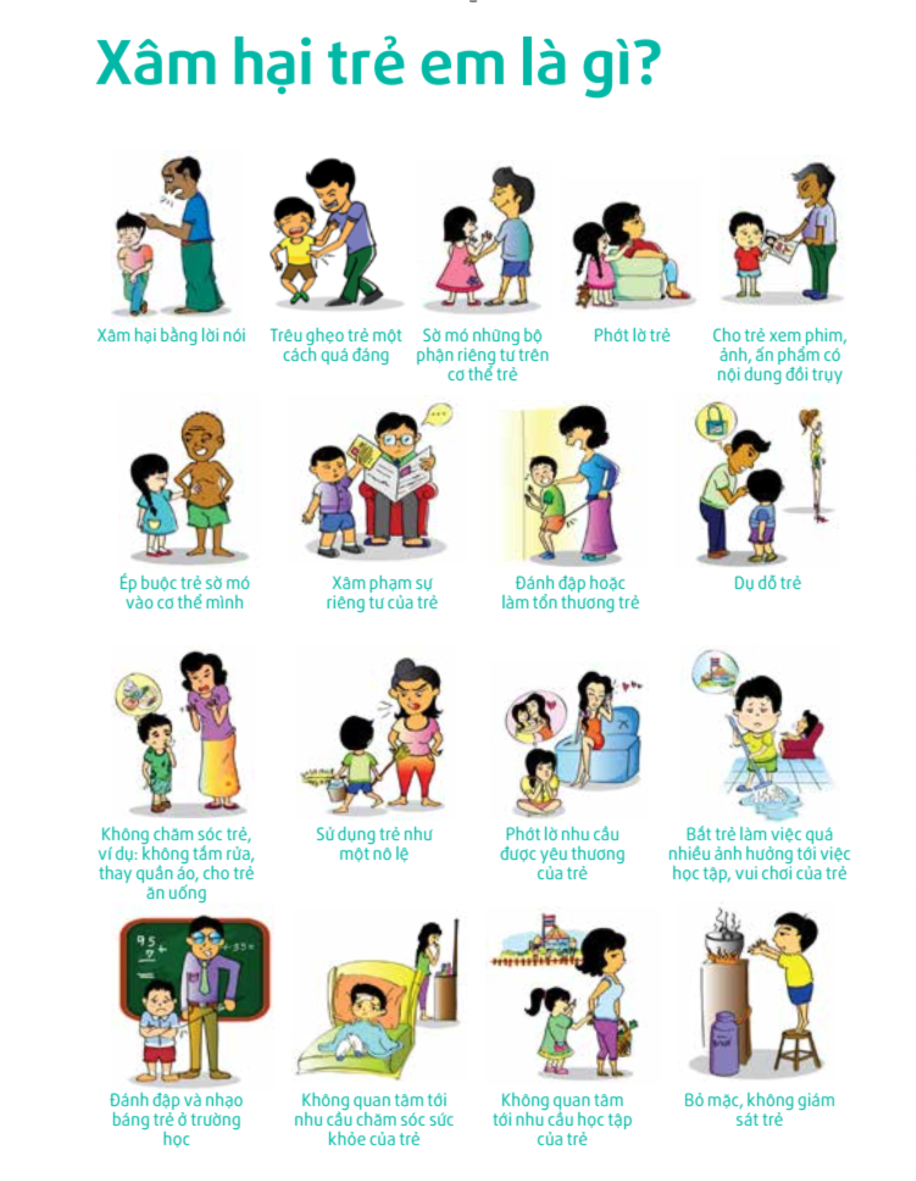 Xâm hại trẻ em là gì?
Xâm hại bằng lời nói
Trêu ghẹo trẻ một
cách quá đáng
Sờ mó những bộ
phận riêng tư trên
cơ thể trẻ
Phớt lờ trẻ
Cho trẻ xem phim,
ảnh, ấn phẩm có
nội dung đồi trụy
Ép buộc trẻ sờ mó
vào cơ thể mình
Xâm phạm sự
riêng tư của trẻ
Đánh đập hoặc
làm tổn thương trẻ
Dụ dỗ trẻ
Không chăm sóc trẻ,
ví dụ: không tắm rửa,
thay quần áo, cho trẻ
ăn uống
Sử dụng trẻ như
một nô lệ
Phớt lờ nhu cầu
được yêu thương
của trẻ
Bắt trẻ làm việc quá
nhiều ảnh hưởng tới việc
học tập, vui chơi của trẻ
95
7 +
+35=
Đánh đập và nhạo
báng trẻ ở trường
học
Không quan tâm tới
nhu cầu chăm sóc sức
khỏe của trẻ
Không quan tâm
tới nhu cầu học tập
của trẻ
Bỏ mặc, không giám
sát trẻ